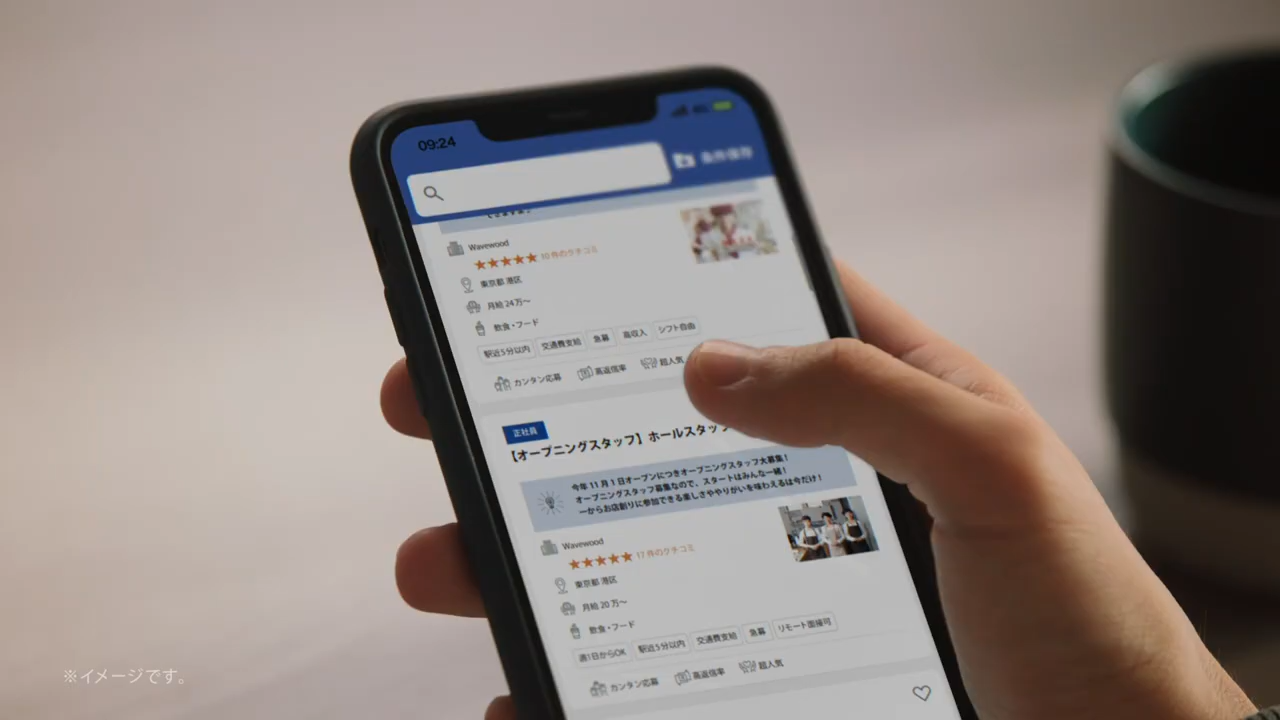 09:24
条件保存
Wavewood
★★★★★ 10 件のクチコミ
東京都 港区
月給 24万〜
飲食・フード
駅近5分以内 交通費支給 急募 高収入 シフト自由
カンタン応募 高返信率 超人気
正社員
【オープニングスタッフ】ホールスタッフ
今年 11 月 1 日オープンにつきオープニングスタッフ大募集！
オープニングスタッフ募集なので、スタートはみんな一緒！
一からお店創りに参加できる楽しさややりがいを味わえるは今だけ！
Wavewood
★★★★★ 17 件のクチコミ
東京都 港区
月給 20万〜
飲食・フード
週1日からOK 駅近5分以内 交通費支給 急募 リモート面接可
カンタン応募 高返信率 超人気
※イメージです。